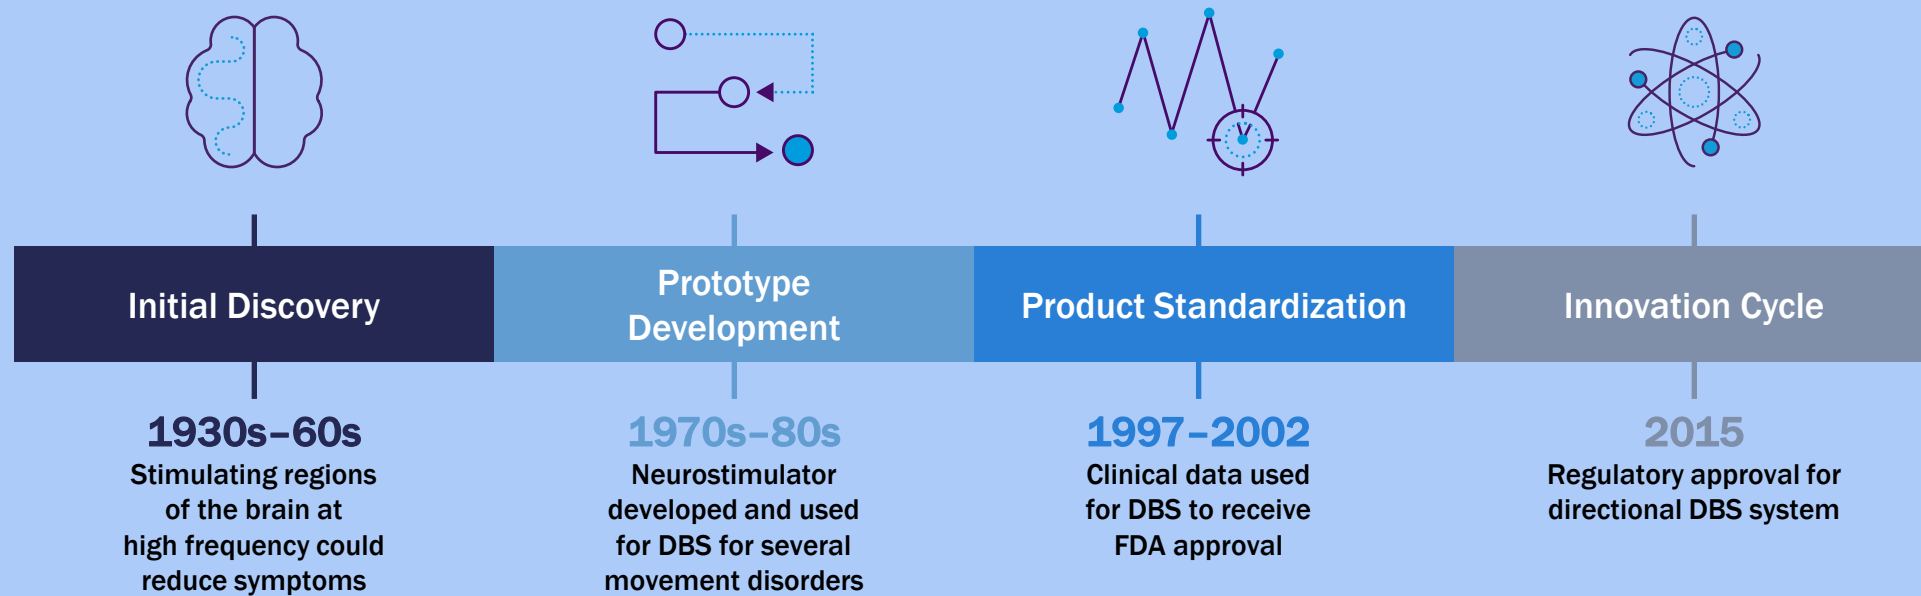 Initial Discovery
Prototype
Development
Product Standardization
Innovation Cycle
1930s–60s
Stimulating regions
of the brain at
high frequency could
reduce symptoms
1970s–80s
Neurostimulator
developed and used
for DBS for several
movement disorders
1997–2002
Clinical data used
for DBS to receive
FDA approval
2015
Regulatory approval for
directional DBS system